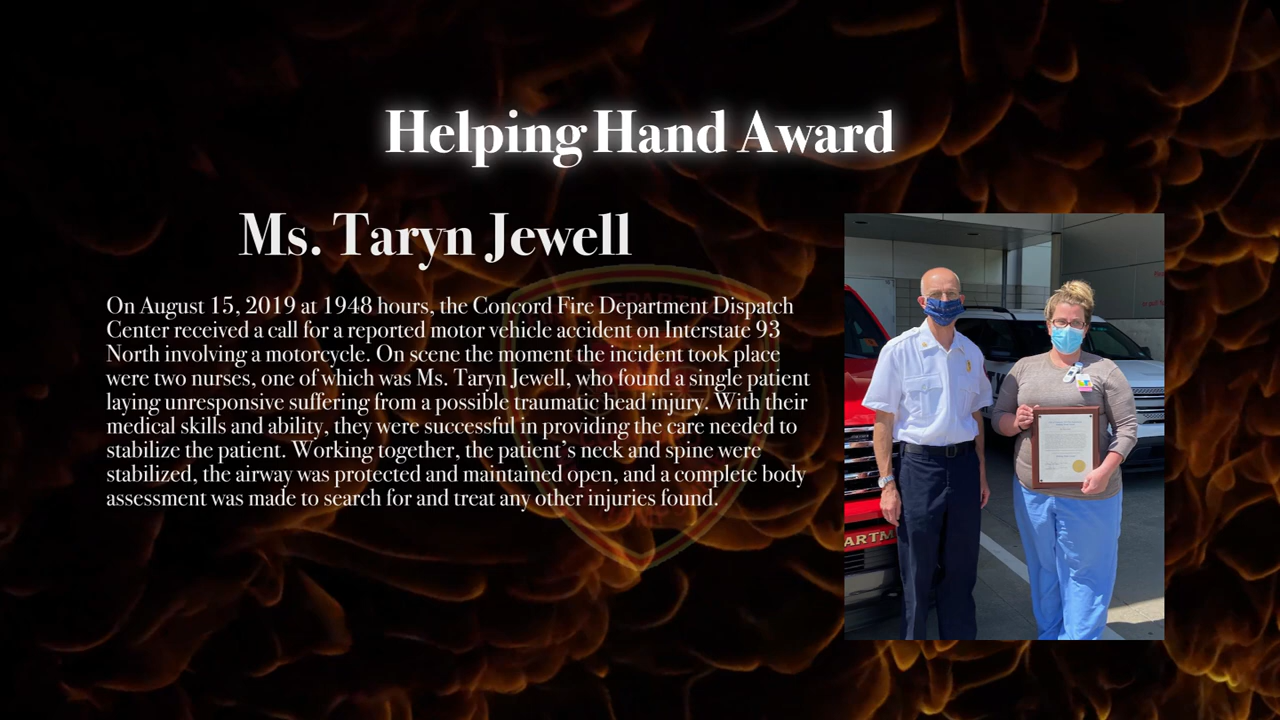 Helping Hand Award
Ms. Taryn Jewell
On August 15, 2019 at 1948 hours, the Concord Fire Department Dispatch
Center received a call for a reported motor vehicle accident on Interstate 93
North involving a motorcycle. On scene the moment the incident took place
were two nurses, one of which was Ms. Taryn Jewell, who found a single patient
laying unresponsive suffering from a possible traumatic head injury. With their
medical skills and ability, they were successful in providing the care needed to
stabilize the patient. Working together, the patient's neck and spine were
stabilized, the airway was protected and maintained open, and a complete body
assessment was made to search for and treat any other injuries found.
ARTM